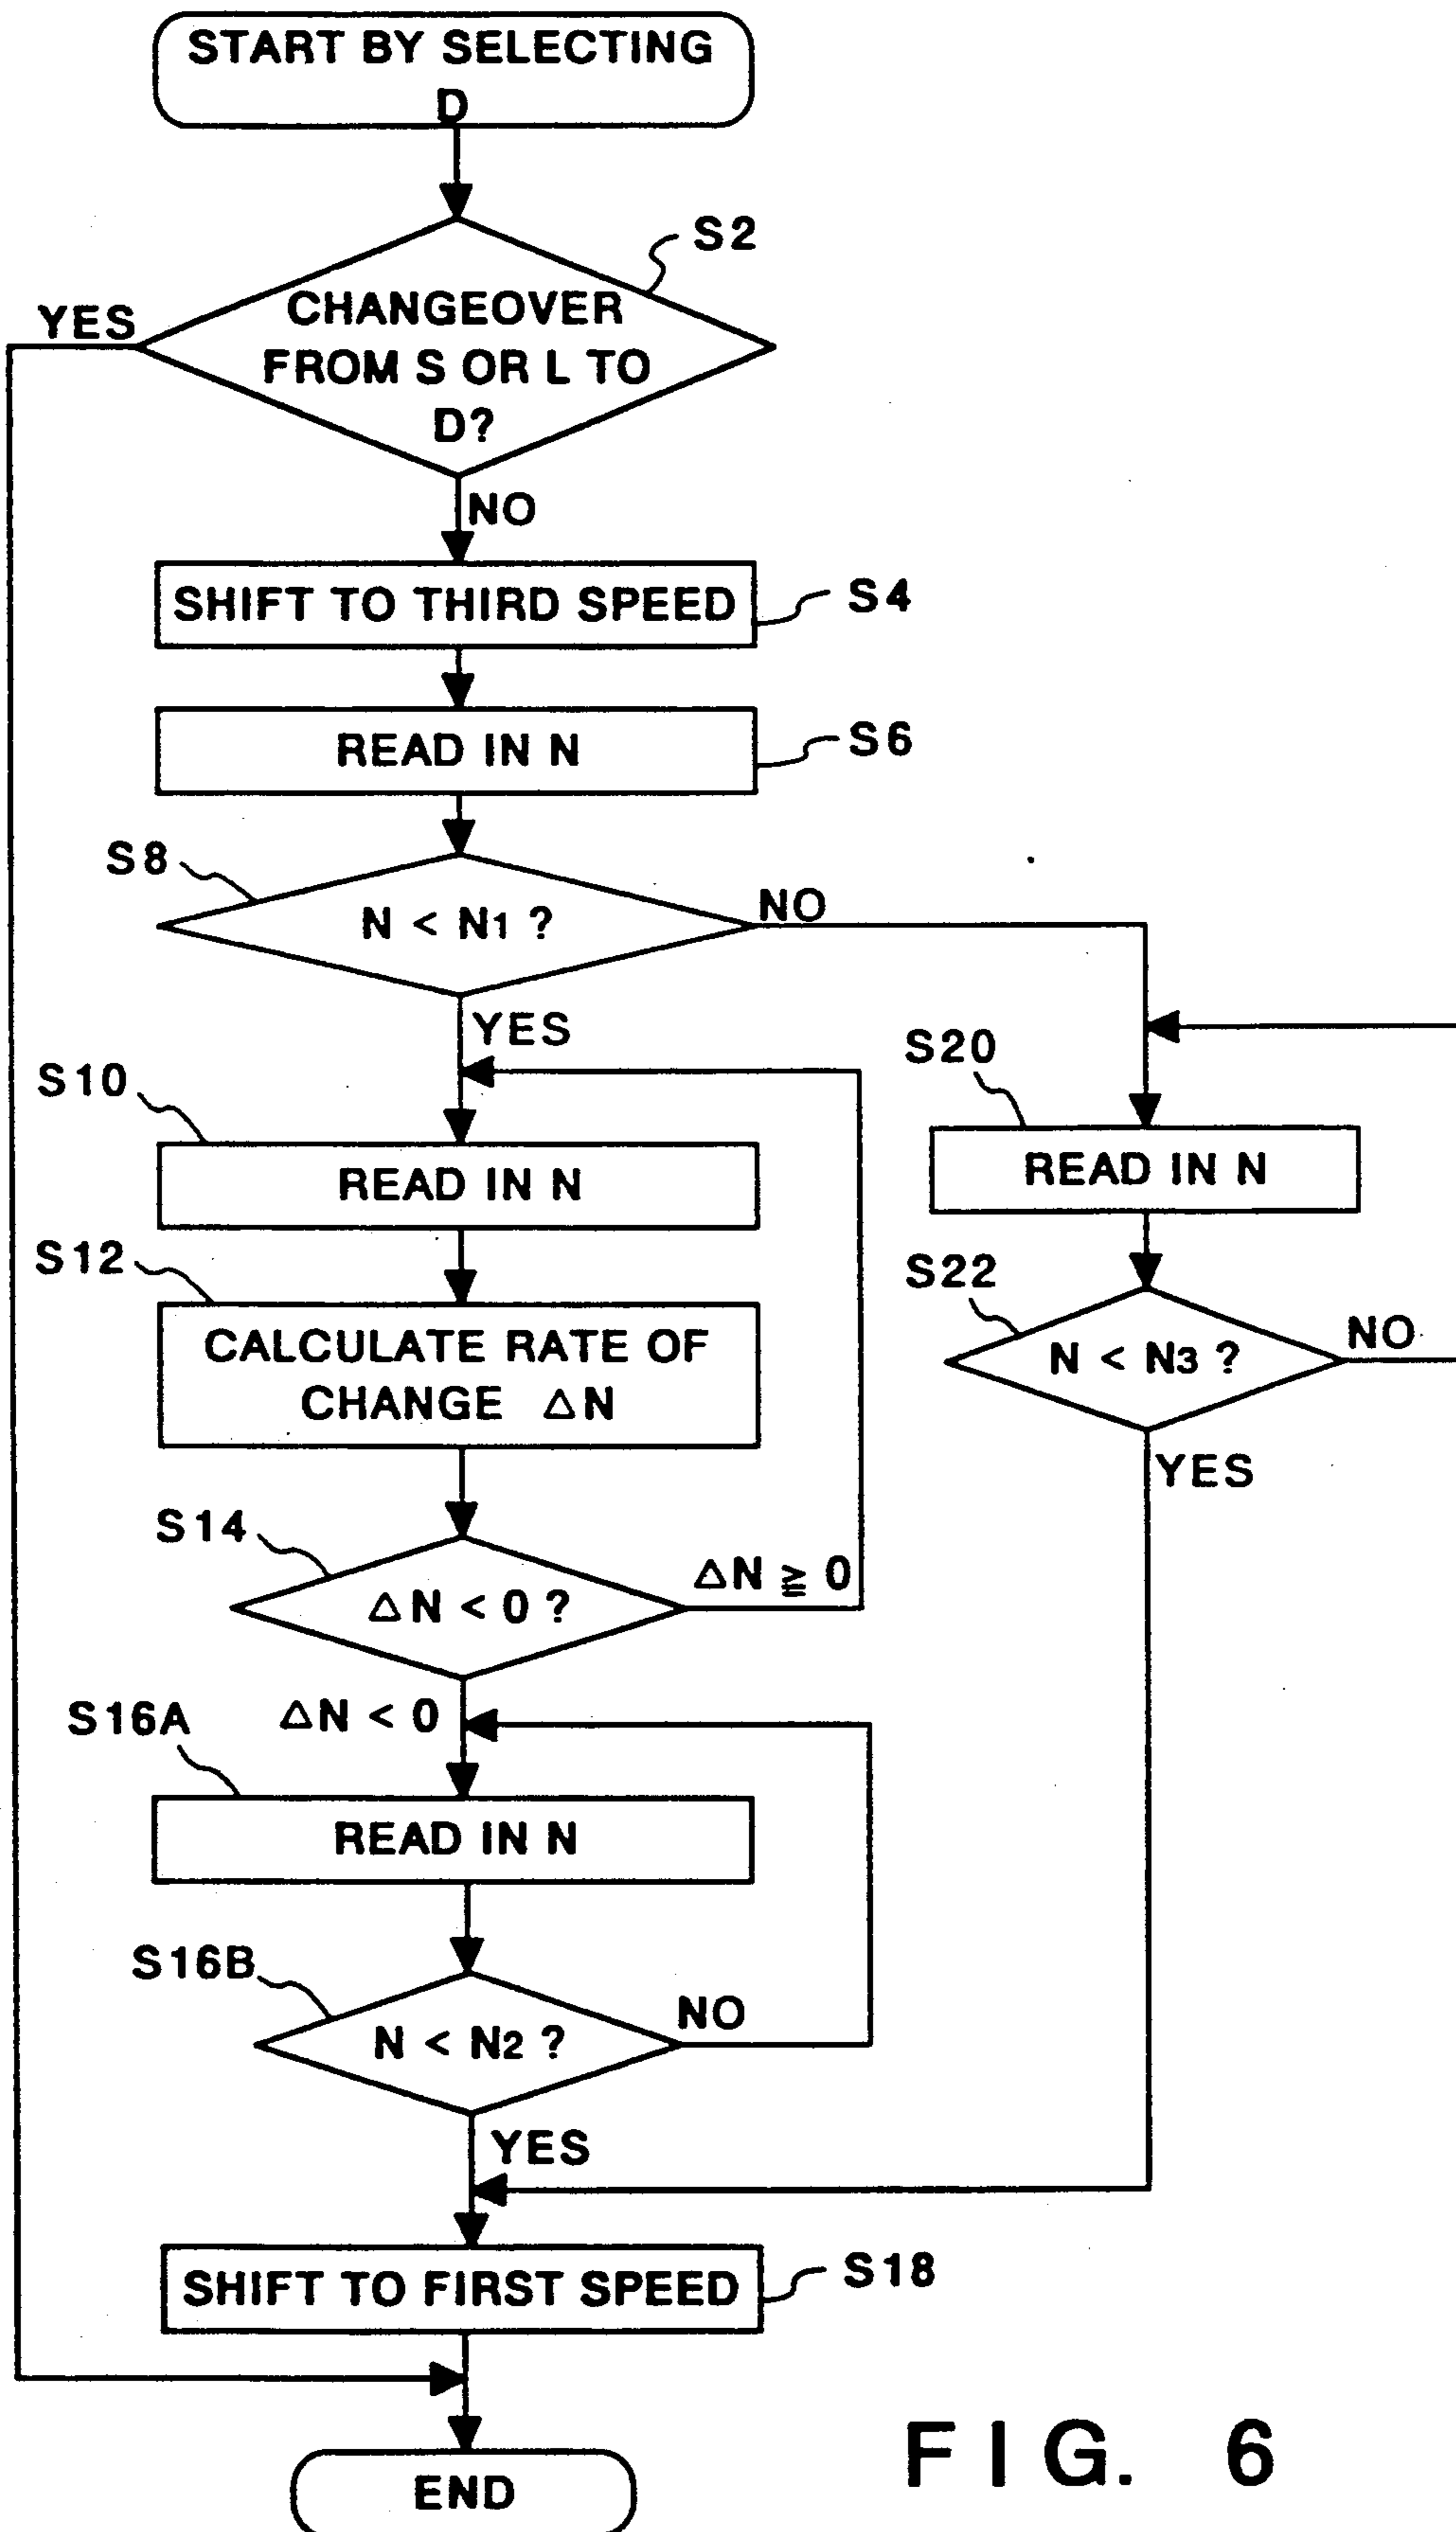 START BY SELECTING
D
S2
CHANGEOVER
FROM S OR L TO
D?
YES
NO
SHIFT TO THIRD SPEED
S4
READ IN N
S6
S8
N < N1 ?
NO
YES
S10
READ IN N
S12
CALCULATE RATE OF
CHANGE ΔN
S14
ΔN < 0 ?
ΔN ≧ 0
ΔN < 0
S16A
READ IN N
S16B
N < N2 ?
NO
YES
S20
READ IN N
S22
N < N3 ?
NO
YES
SHIFT TO FIRST SPEED
S18
END
FIG. 6